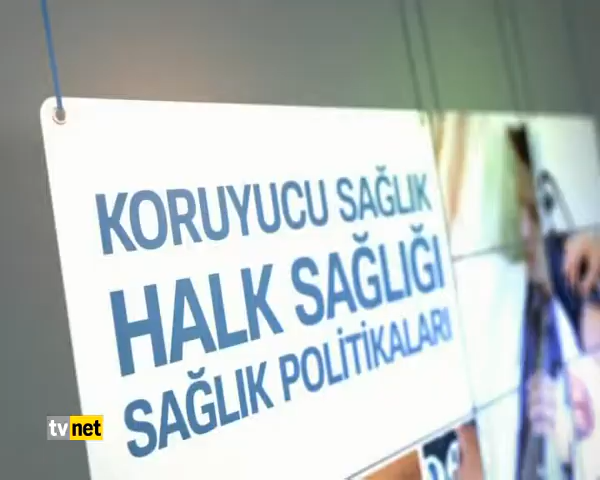 KORUYUCU SAĞLIK
HALK SAĞLIĞI
SAĞLIK POLİTİKALARI
tvnet